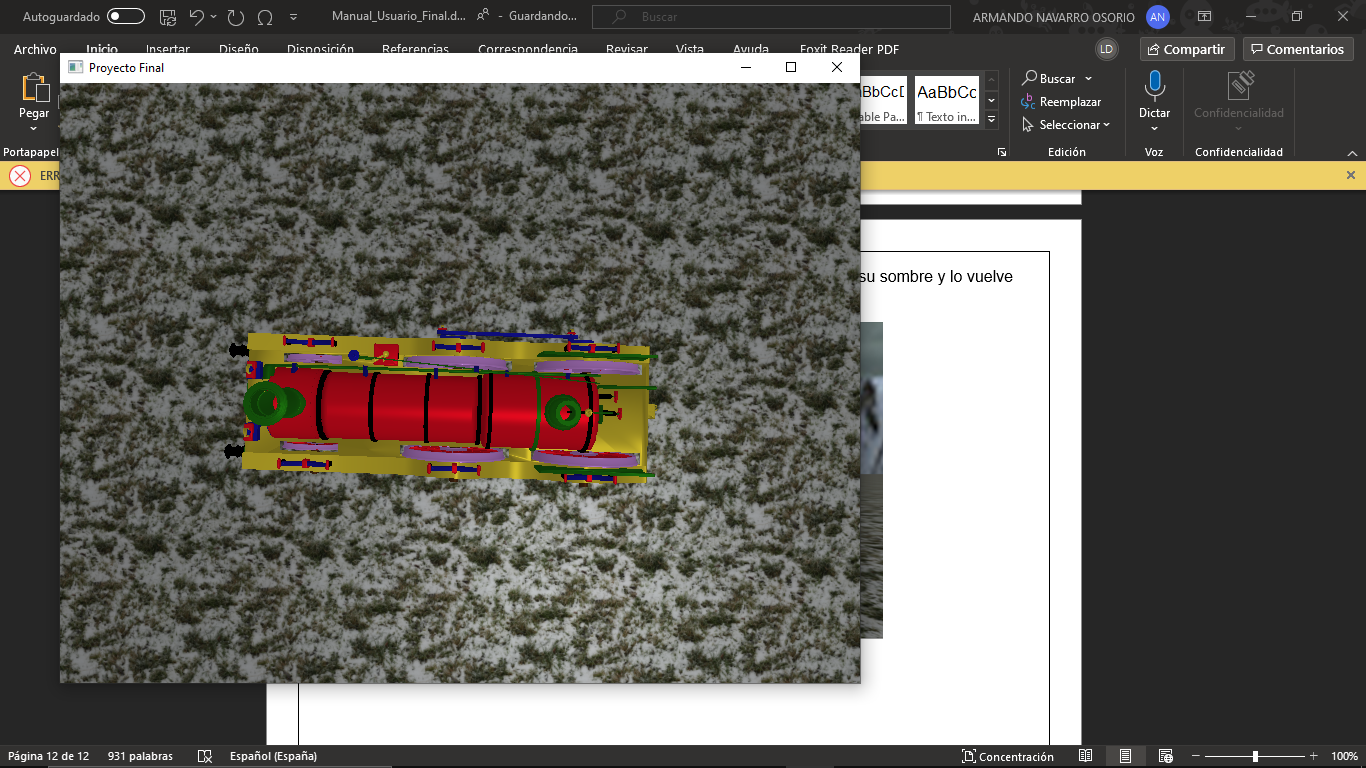 Autoguardado
Manual_Usuario_Final.d... - Guardando...
Buscar
ARMANDO NAVARRO OSORIO
AN
Archivo Inicio Insertar Diseño Disposición Referencias Correspondencia Revisar Vista Ayuda Foxit Reader PDF
LD
Compartir
Comentarios
Proyecto Final
Pegar
Portapapel
BbCcD
AaBbCc
able Pa...
¶ Texto in...
Buscar
Reemplazar
Seleccionar
Edición
Dictar
Voz
Confidencialidad
Confidencialidad
ERR
su sombre y lo vuelve
Página 12 de 12
931 palabras
Español (España)
Concentración
100%